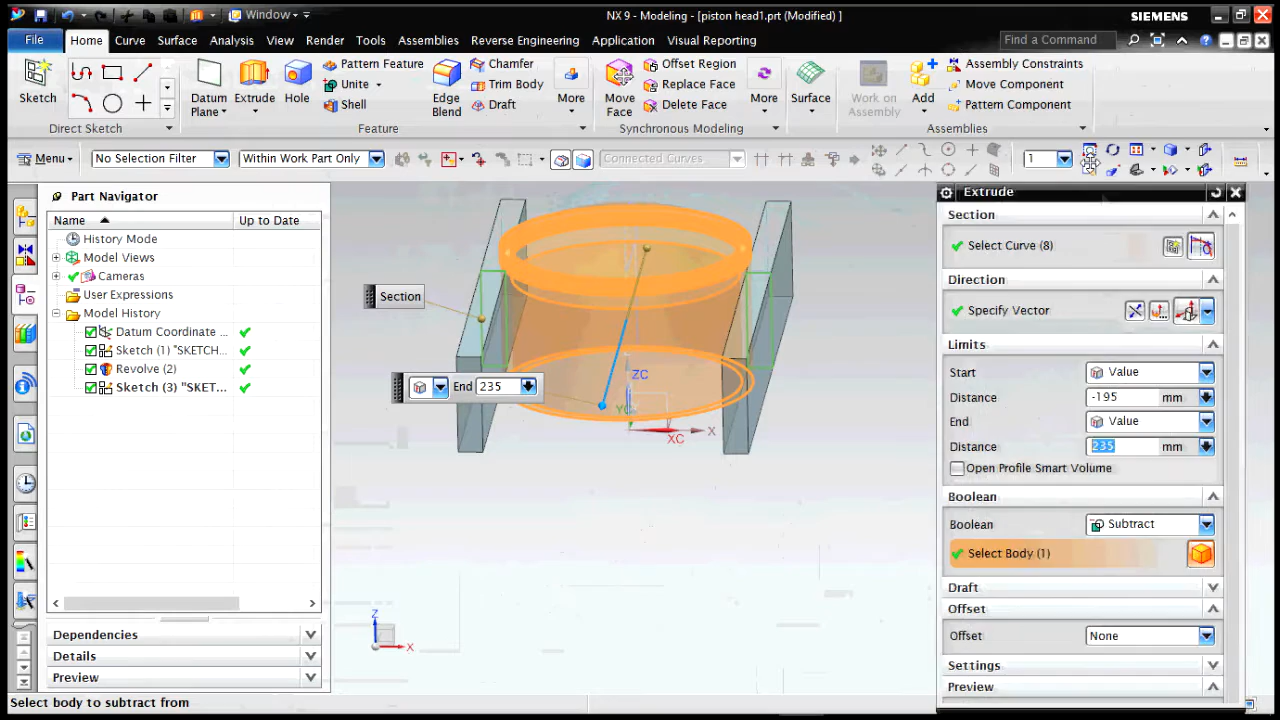 Window
NX 9 - Modeling - [piston head1.prt (Modified) ]
SIEMENS
File
Home
Curve
Surface
Analysis
View
Render
Tools
Assemblies
Reverse Engineering
Application
Visual Reporting
Find a Command
Sketch
Datum
Plane
Extrude
Hole
Pattern Feature
Unite
Shell
Edge
Blend
Chamfer
Trim Body
Draft
More
Move
Face
Offset Region
Replace Face
Delete Face
More
Surface
Work on
Assembly
Add
Assembly Constraints
Move Component
Pattern Component
Direct Sketch
Feature
Synchronous Modeling
Assemblies
Menu
No Selection Filter
Within Work Part Only
Connected Curves
1
Part Navigator
Name
Up to Date
History Mode
Model Views
Cameras
User Expressions
Model History
Datum Coordinate ...
Sketch (1) "SKETCH...
Revolve (2)
Sketch (3) "SKET...
Dependencies
Details
Preview
Section
End 235
ZC
YC
XC
X
Z
X
Extrude
Section
Select Curve (8)
Direction
Specify Vector
Limits
Start
Value
Distance
-195
mm
End
Value
Distance
235
mm
Open Profile Smart Volume
Boolean
Boolean
Subtract
Select Body (1)
Draft
Offset
Offset
None
Settings
Preview
Select body to subtract from